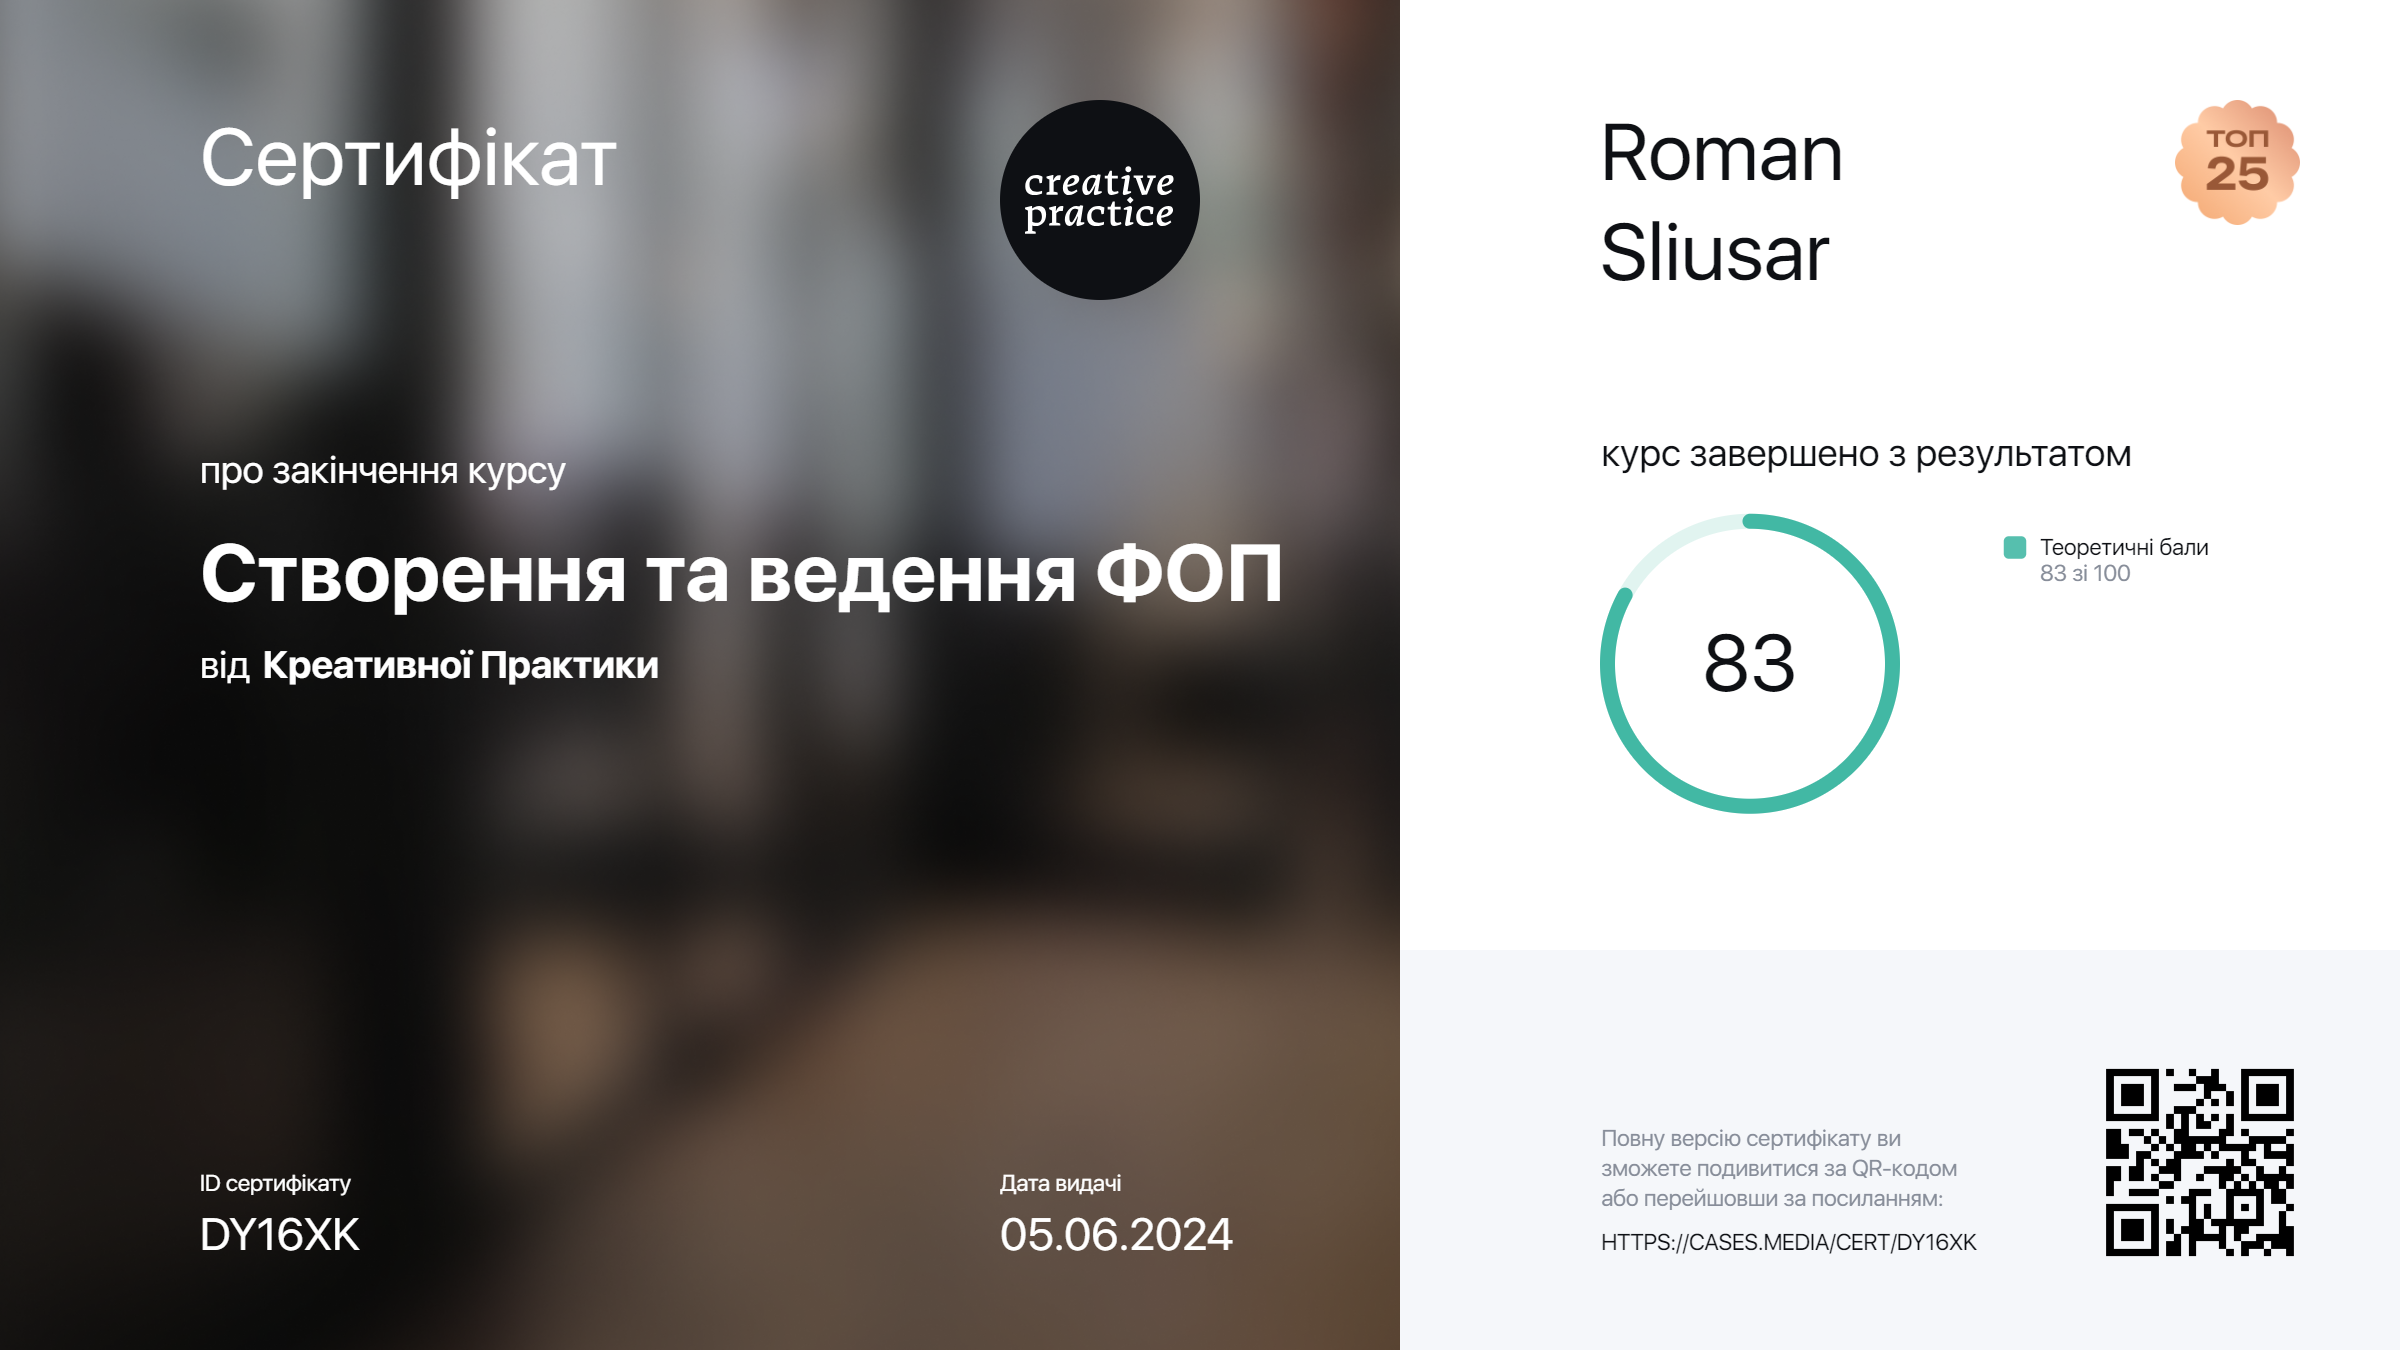 Сертифікат
creative
practice
про закінчення курсу
Створення та ведення ФОП
від Креативної Практики
ID сертифікату
DY16XK
Дата видачі
05.06.2024
Roman
Sliusar
ТОП
25
курс завершено з результатом
83
Теоретичні бали
83 зі 100
Повну версію сертифікату ви
зможете подивитися за QR-кодом
або перейшовши за посиланням:
HTTPS://CASES.MEDIA/CERT/DY16XK